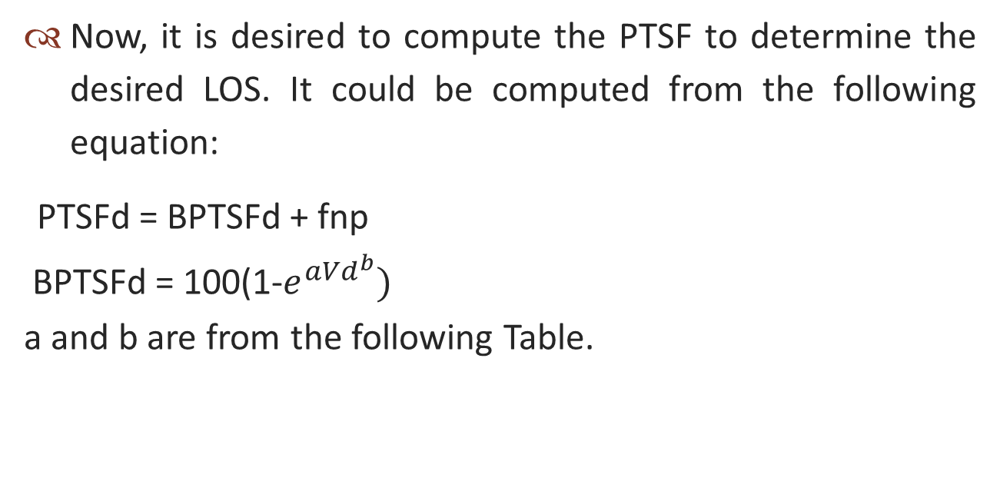 Now, it is desired to compute the PTSF to determine the
desired LOS. It could be computed from the following
equation:
PTSFd = BPTSFd + fnp
BPTSFd = 100(1-e^{aVd^b})
a and b are from the following Table.